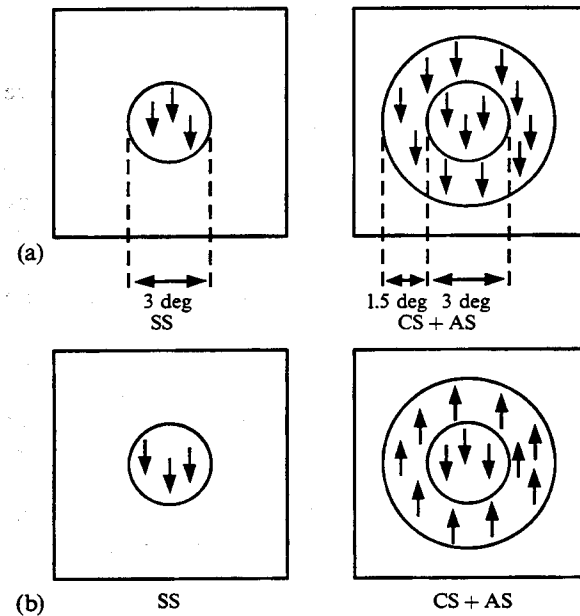 (a)
3 deg
1.5 deg 3 deg
SS
CS + AS
(b)
SS
CS + AS